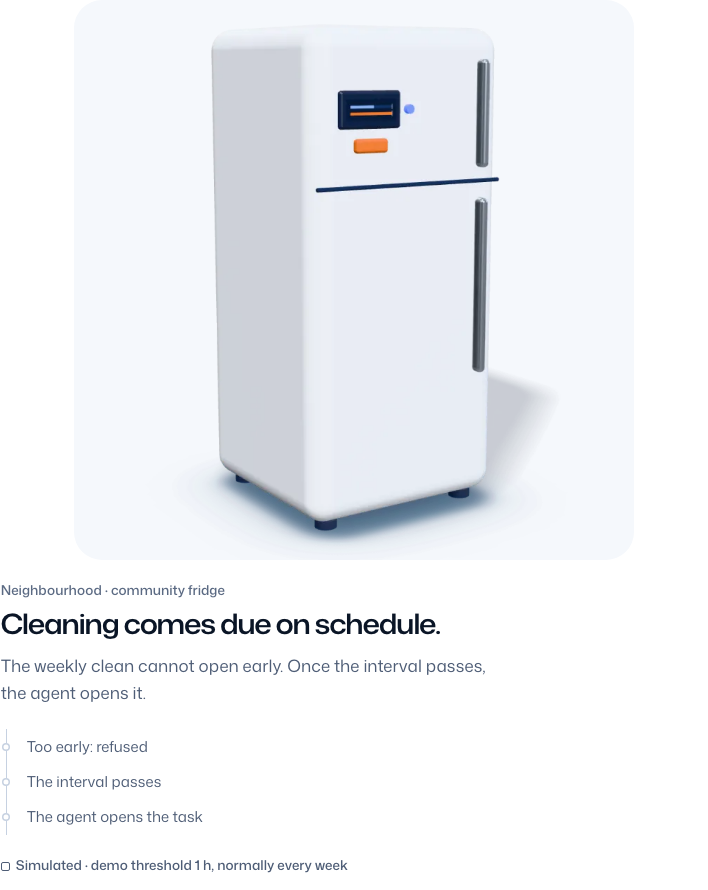 Neighbourhood · community fridge
Cleaning comes due on schedule.
The weekly clean cannot open early. Once the interval passes,
the agent opens it.
Too early: refused
The interval passes
The agent opens the task
Simulated · demo threshold 1 h, normally every week